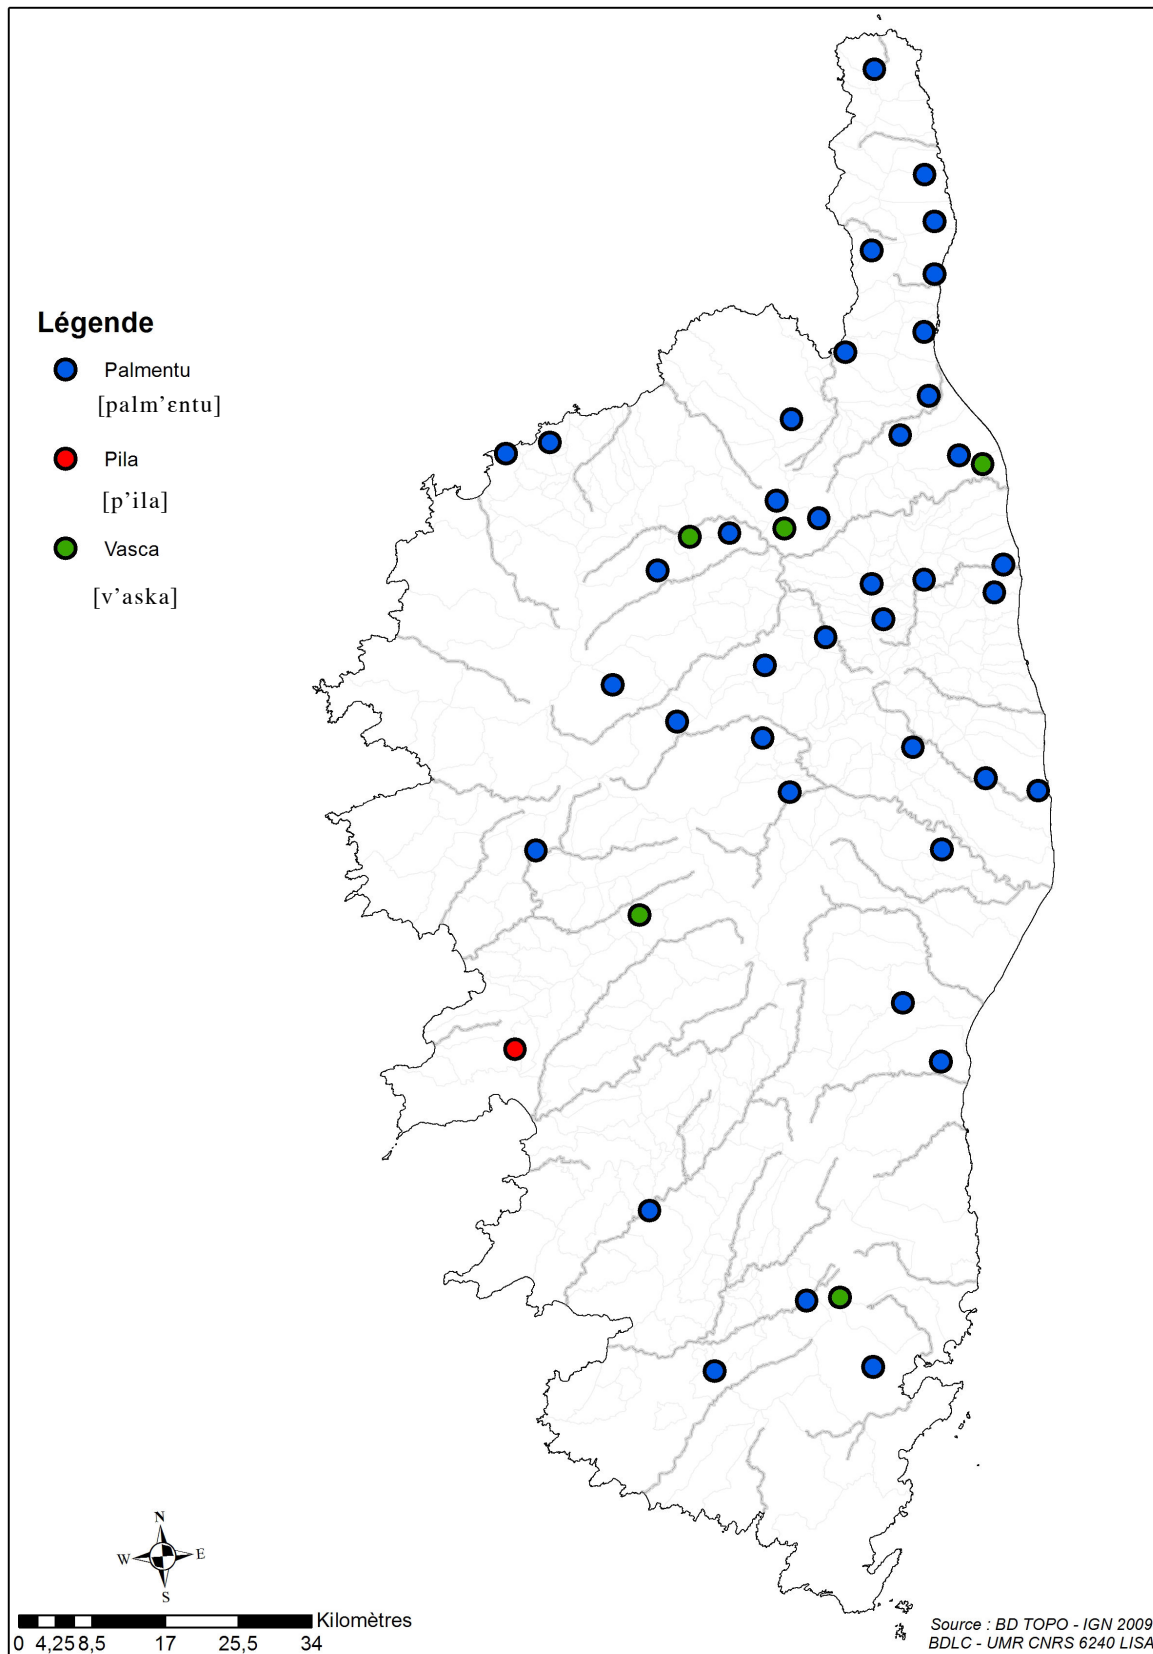 Légende
Palmentu
[palm'ɛntu]
Pila
[p'ila]
Vasca
[v'aska]
N
W E
S
Kilomètres
0 4,25 8,5 17 25,5 34
Source : BD TOPO - IGN 2009
BDLC - UMR CNRS 6240 LISA